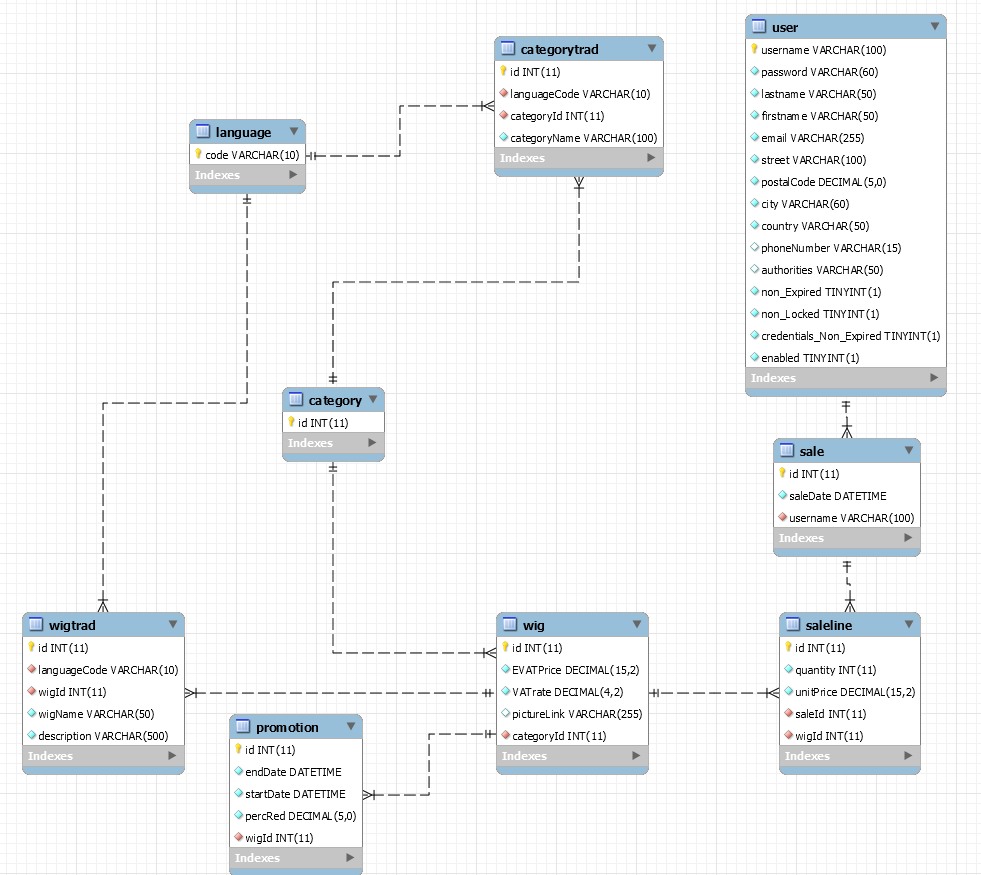 categorytrad
id INT(11)
languageCode VARCHAR(10)
categoryId INT(11)
categoryName VARCHAR(100)
Indexes
user
username VARCHAR(100)
password VARCHAR(60)
lastname VARCHAR(50)
firstname VARCHAR(50)
email VARCHAR(255)
street VARCHAR(100)
postalCode DECIMAL(5,0)
city VARCHAR(60)
country VARCHAR(50)
phoneNumber VARCHAR(15)
authorities VARCHAR(50)
non_Expired TINYINT(1)
non_Locked TINYINT(1)
credentials_Non_Expired TINYINT(1)
enabled TINYINT(1)
Indexes
language
code VARCHAR(10)
Indexes
category
id INT(11)
Indexes
sale
id INT(11)
saleDate DATETIME
username VARCHAR(100)
Indexes
wigtrad
id INT(11)
languageCode VARCHAR(10)
wigId INT(11)
wigName VARCHAR(50)
description VARCHAR(500)
Indexes
wig
id INT(11)
EVATPrice DECIMAL(15,2)
VATrate DECIMAL(4,2)
pictureLink VARCHAR(255)
categoryId INT(11)
Indexes
saleline
id INT(11)
quantity INT(11)
unitPrice DECIMAL(15,2)
saleId INT(11)
wigId INT(11)
Indexes
promotion
id INT(11)
endDate DATETIME
startDate DATETIME
percRed DECIMAL(5,0)
wigId INT(11)
Indexes